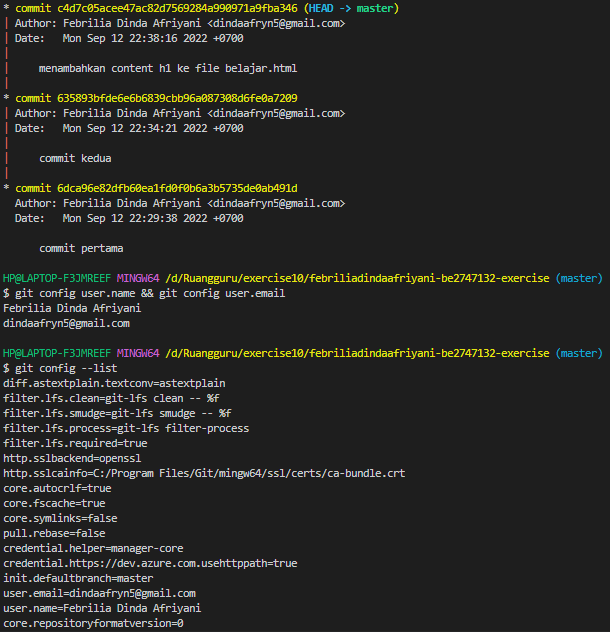 * commit c4d7c05acee47ac82d7569284a990971a9fba346 (HEAD -> master)
| Author: Febrilia Dinda Afriyani <dindaafryn5@gmail.com>
| Date:   Mon Sep 12 22:38:16 2022 +0700
|
|     menambahkan content h1 ke file belajar.html
|
* commit 635893bfde6e6b6839cbb96a087308d6fe0a7209
| Author: Febrilia Dinda Afriyani <dindaafryn5@gmail.com>
| Date:   Mon Sep 12 22:34:21 2022 +0700
|
|     commit kedua
|
* commit 6dca96e82dfb60ea1fd0f0b6a3b5735de0ab491d
  Author: Febrilia Dinda Afriyani <dindaafryn5@gmail.com>
  Date:   Mon Sep 12 22:29:38 2022 +0700
      commit pertama
HP@LAPTOP-F3JMREEF MINGW64 /d/Ruangguru/exercise10/febriliadindaafriyani-be2747132-exercise (master)
$ git config user.name && git config user.email
Febrilia Dinda Afriyani
dindaafryn5@gmail.com
HP@LAPTOP-F3JMREEF MINGW64 /d/Ruangguru/exercise10/febriliadindaafriyani-be2747132-exercise (master)
$ git config --list
diff.astextplain.textconv=astextplain
filter.lfs.clean=git-lfs clean -- %f
filter.lfs.smudge=git-lfs smudge -- %f
filter.lfs.process=git-lfs filter-process
filter.lfs.required=true
http.sslbackend=openssl
http.sslcainfo=C:/Program Files/Git/mingw64/ssl/certs/ca-bundle.crt
core.autocrlf=true
core.fscache=true
core.symlinks=false
pull.rebase=false
credential.helper=manager-core
credential.https://dev.azure.com.usehttppath=true
init.defaultbranch=master
user.email=dindaafryn5@gmail.com
user.name=Febrilia Dinda Afriyani
core.repositoryformatversion=0